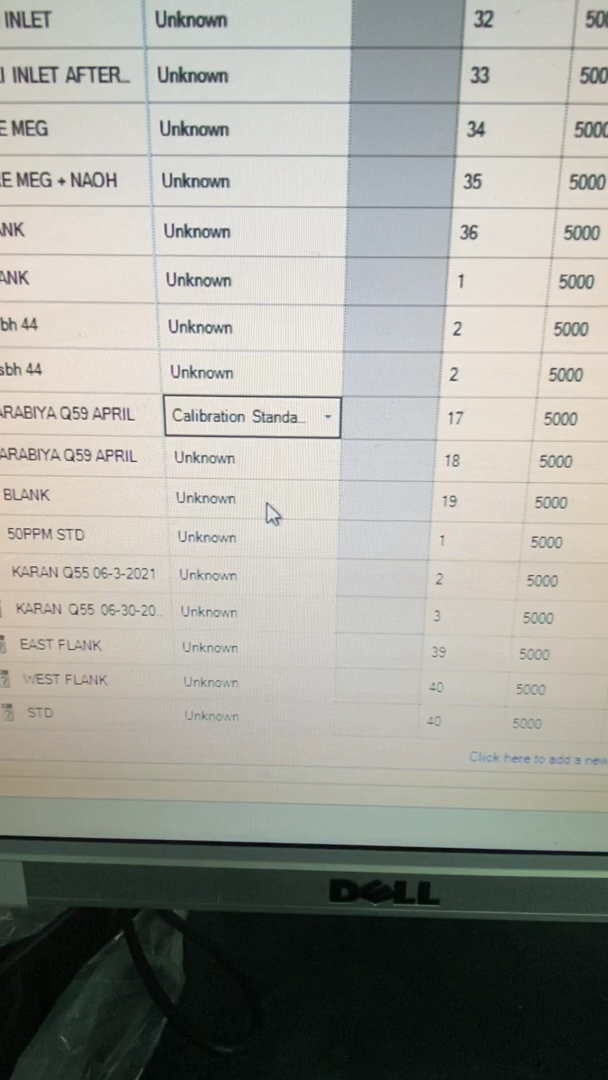 INLET Unknown 32 500
I INLET AFTER... Unknown 33 500
E MEG Unknown 34 5000
E MEG + NAOH Unknown 35 5000
ANK Unknown 36 5000
ANK Unknown 1 5000
bh 44 Unknown 2 5000
sbh 44 Unknown 2 5000
ARABIYA Q59 APRIL Calibration Standa... 17 5000
ARABIYA Q59 APRIL Unknown 18 5000
BLANK Unknown 19 5000
50PPM STD Unknown 1 5000
KARAN Q55 06-3-2021 Unknown 2 5000
KARAN Q55 06-30-20... Unknown 3 5000
EAST FLANK Unknown 39 5000
WEST FLANK Unknown 40 5000
STD Unknown 40 5000
Click here to add a new
DELL